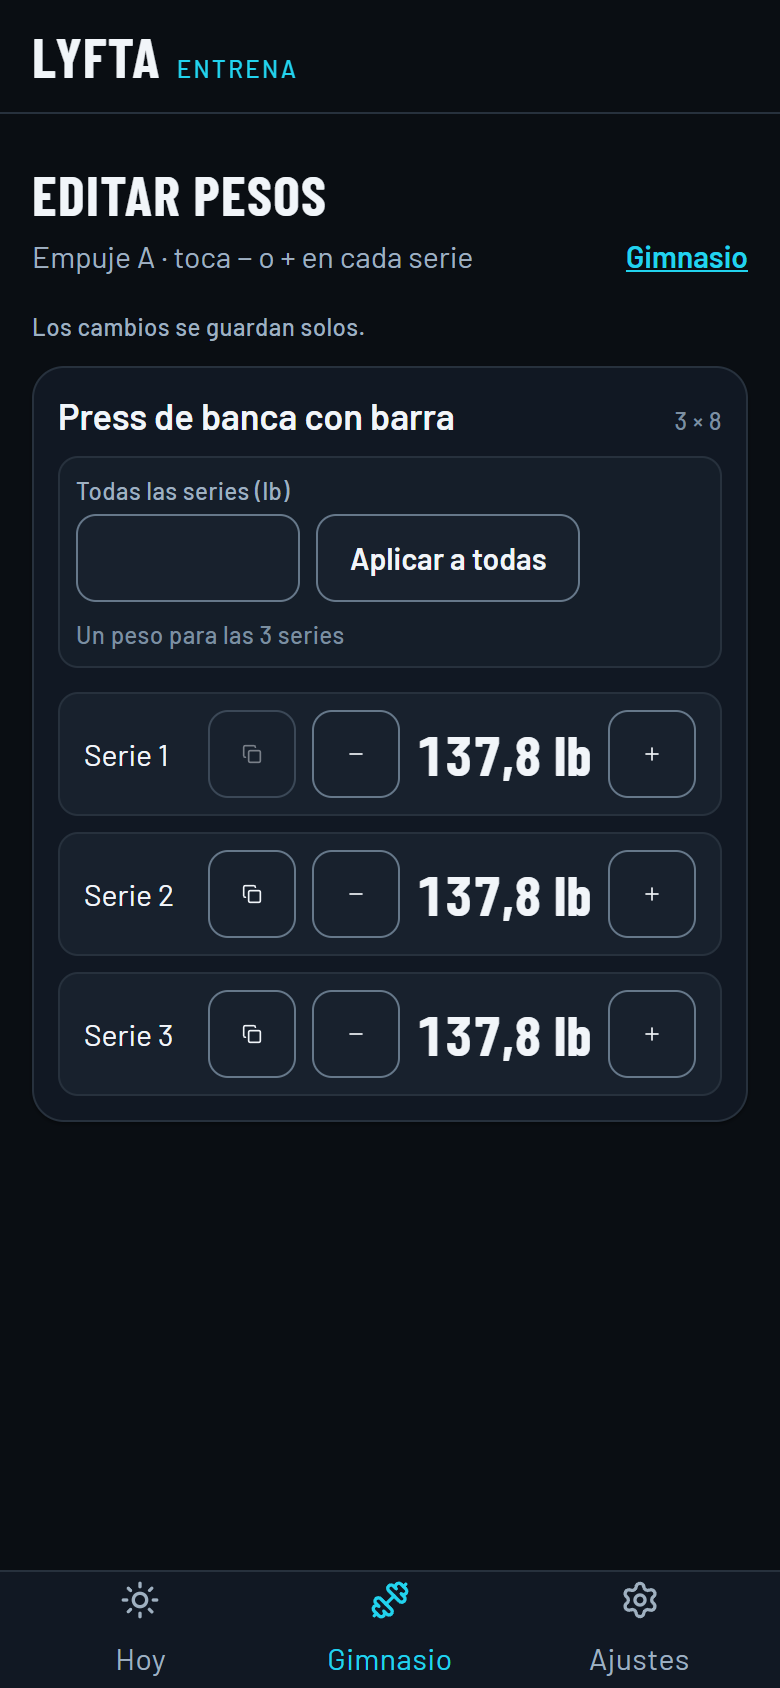 LYFTA ENTRENA
EDITAR PESOS
Empuje A · toca − o + en cada serie Gimnasio
Los cambios se guardan solos.
Press de banca con barra 3 × 8
Todas las series (lb)
Aplicar a todas
Un peso para las 3 series
Serie 1 − 137,8 lb +
Serie 2 − 137,8 lb +
Serie 3 − 137,8 lb +
Hoy Gimnasio Ajustes